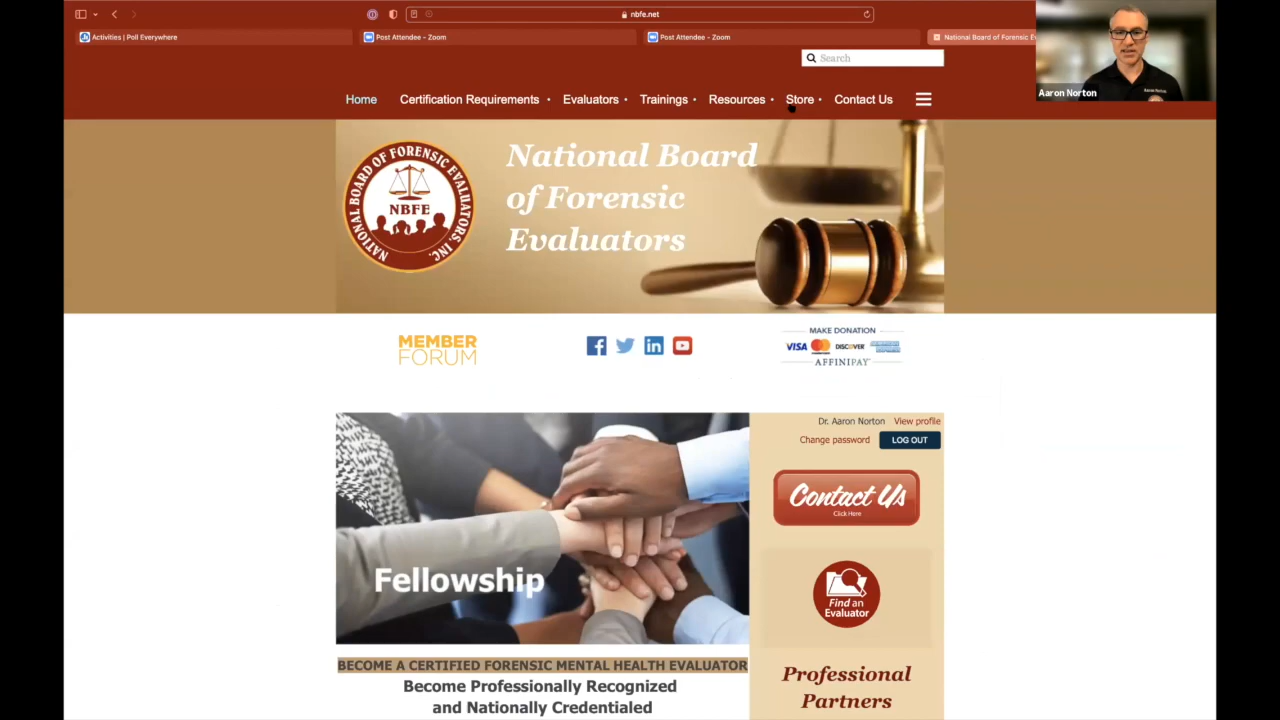 nbfe.net
Activities | Poll Everywhere
Post Attendee - Zoom
Post Attendee - Zoom
National Board of Forensic E
Search
Home
Certification Requirements
Evaluators
Trainings
Resources
Store
Contact Us
Aaron Norton
NATIONAL BOARD OF FORENSIC EVALUATORS, INC.
NBFE
National Board
of Forensic
Evaluators
MEMBER
FORUM
MAKE DONATION
VISA
DISCOVER
AFFINIPAY
Dr. Aaron Norton View profile
Change password LOG OUT
Contact Us
Click Here
Fellowship
Find an
Evaluator
BECOME A CERTIFIED FORENSIC MENTAL HEALTH EVALUATOR
Become Professionally Recognized
and Nationally Credentialed
Professional
Partners